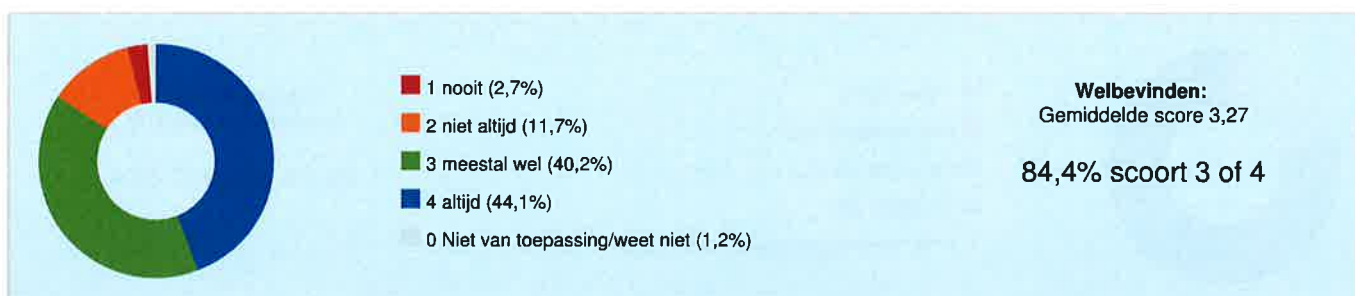 1 nooit (2,7%)
2 niet altijd (11,7%)
3 meestal wel (40,2%)
4 altijd (44,1%)
0 Niet van toepassing/weet niet (1,2%)
Welbevinden:
Gemiddelde score 3,27
84,4% scoort 3 of 4